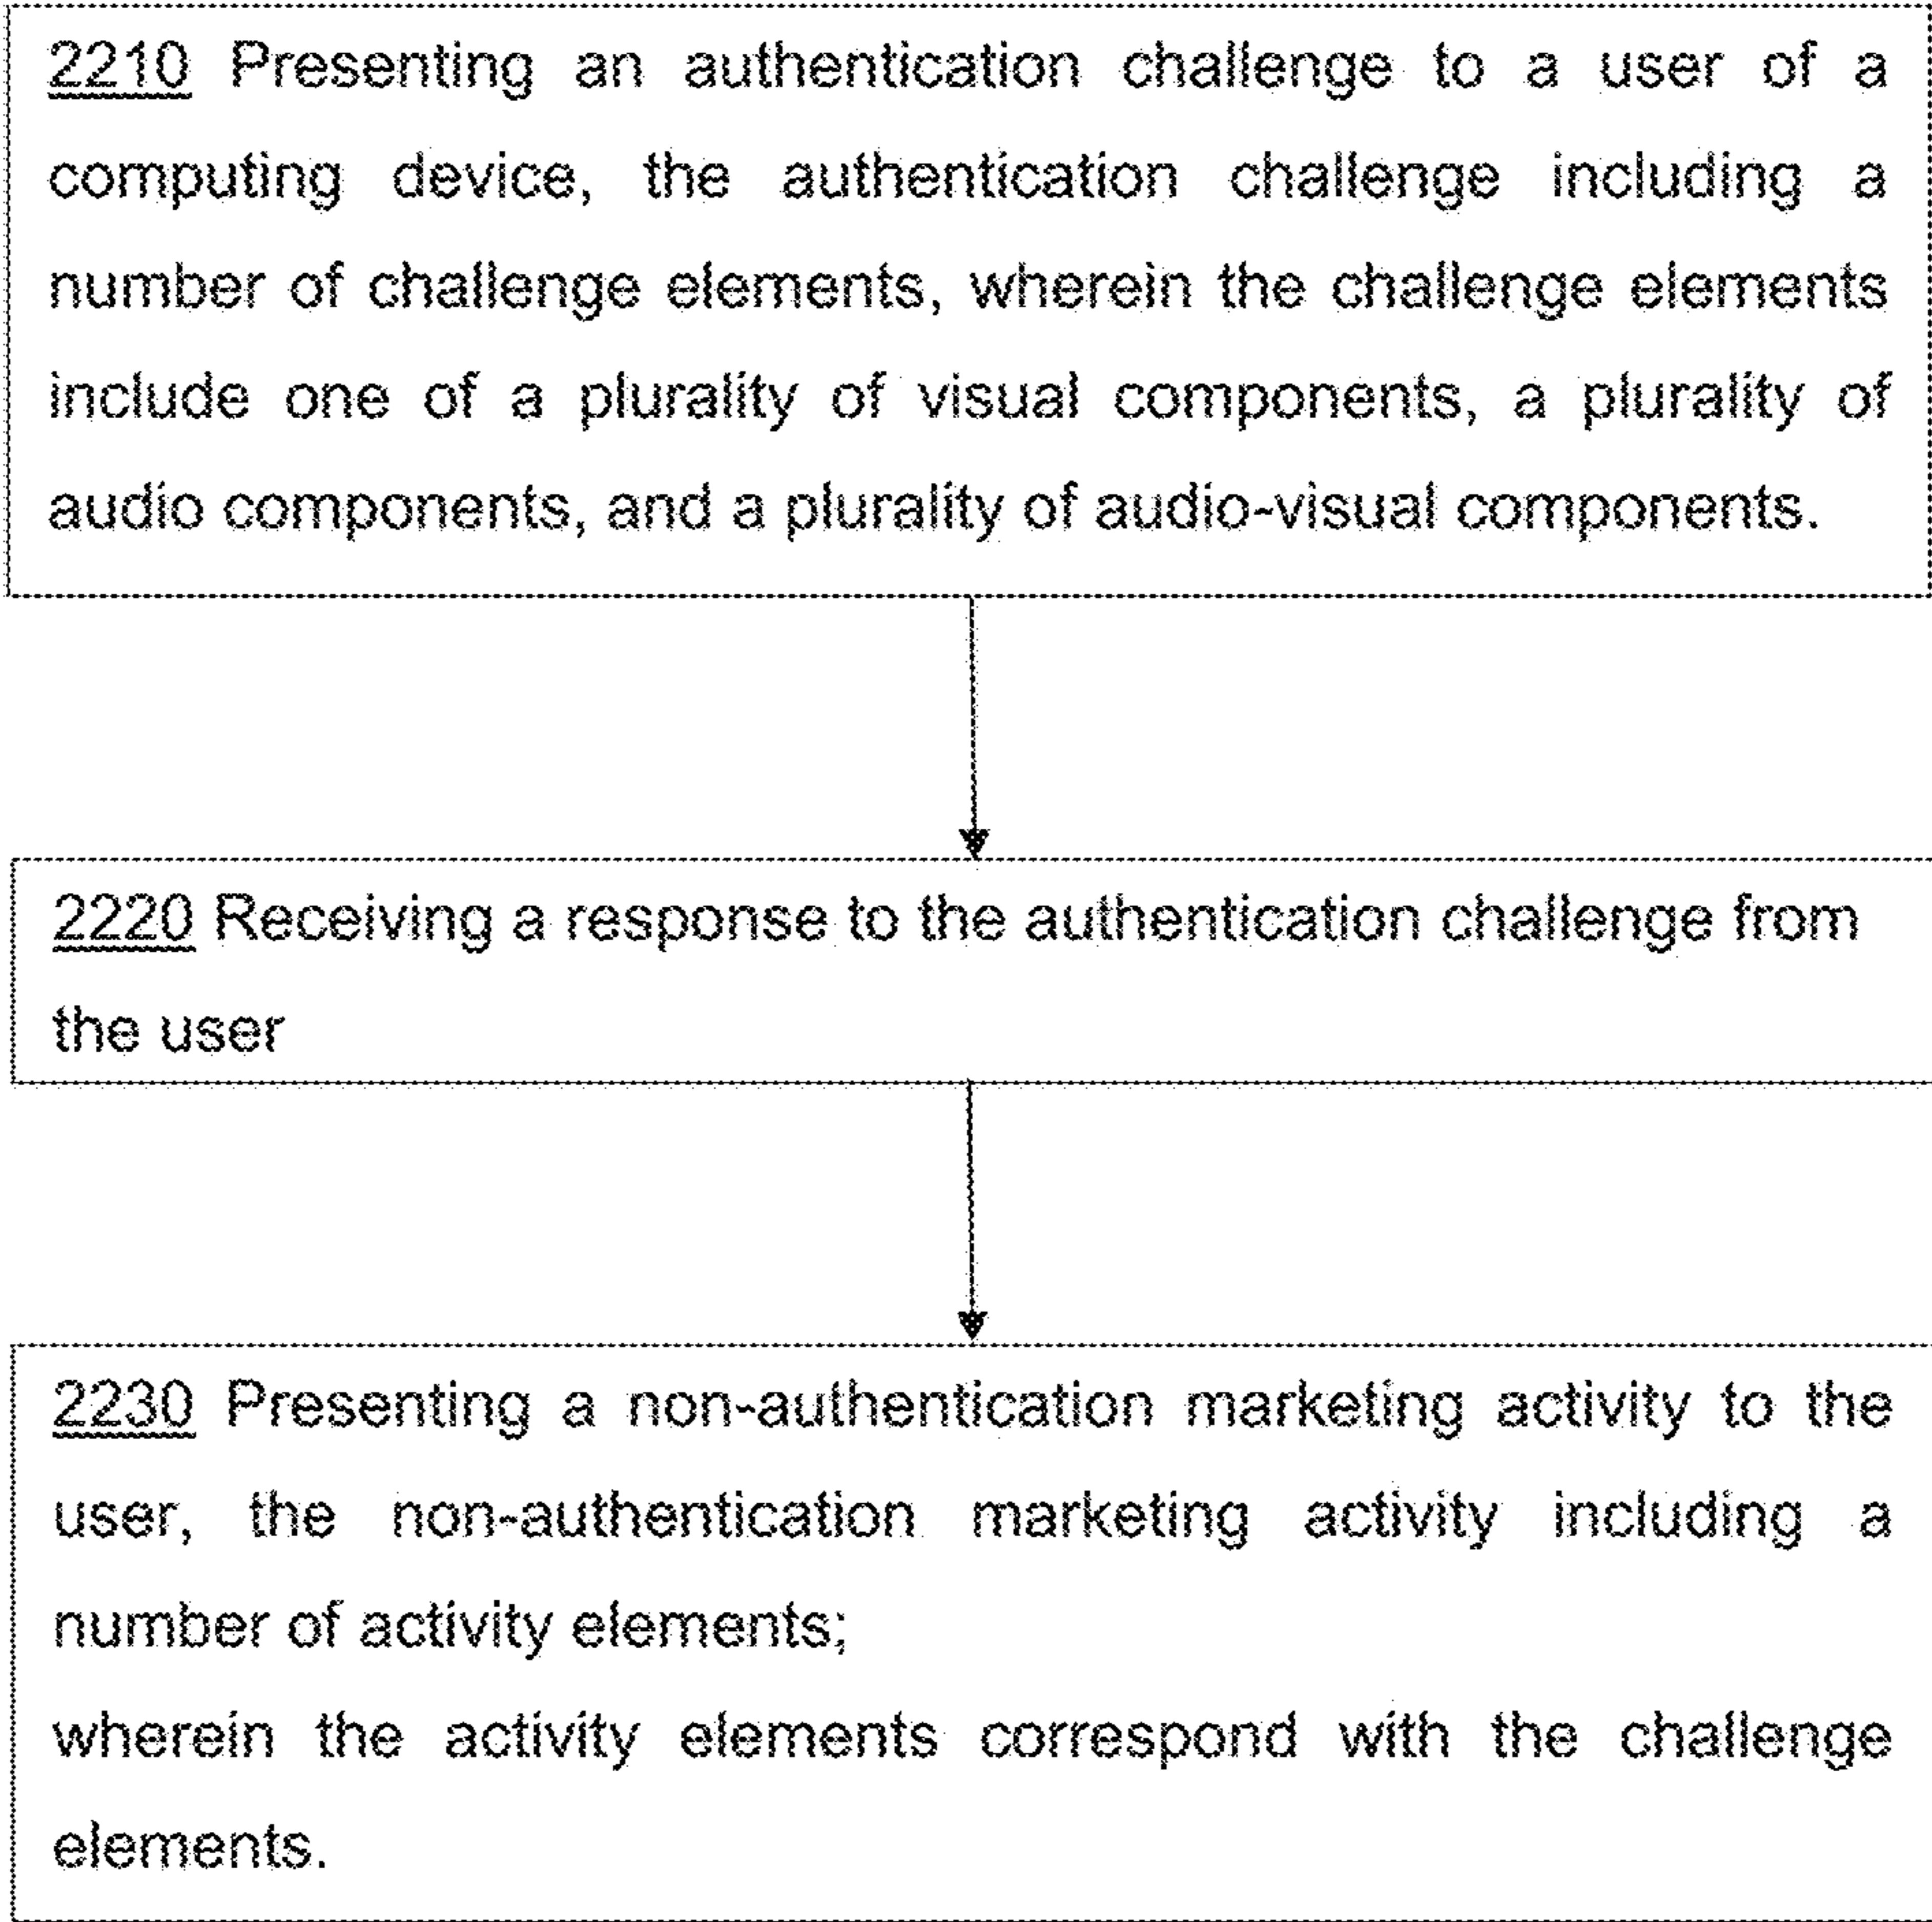 2210 Presenting an authentication challenge to a user of a
computing device, the authentication challenge including a
number of challenge elements, wherein the challenge elements
include one of a plurality of visual components, a plurality of
audio components, and a plurality of audio-visual components.
2220 Receiving a response to the authentication challenge from
the user
2230 Presenting a non-authentication marketing activity to the
user, the non-authentication marketing activity including a
number of activity elements;
wherein the activity elements correspond with the challenge
elements.